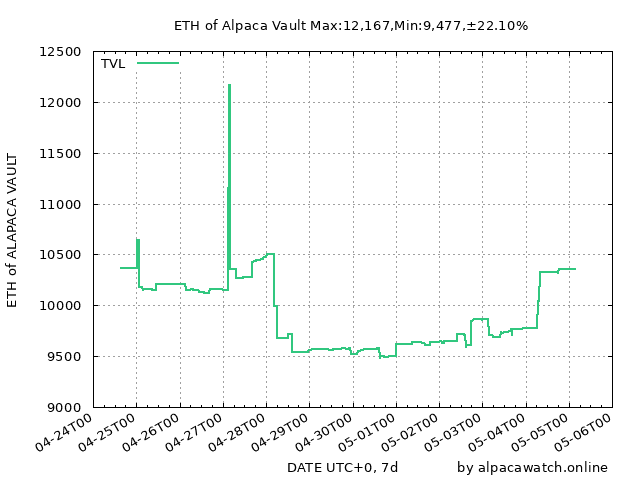 ETH of Alpaca Vault Max:12,167,Min:9,477,±22.10%
TVL
12500
12000
11500
11000
10500
10000
9500
9000
ETH of ALAPACA VAULT
04-24T00
04-25T00
04-26T00
04-27T00
04-28T00
04-29T00
04-30T00
05-01T00
05-02T00
05-03T00
05-04T00
05-05T00
05-06T00
DATE UTC+0, 7d
by alpacawatch.online